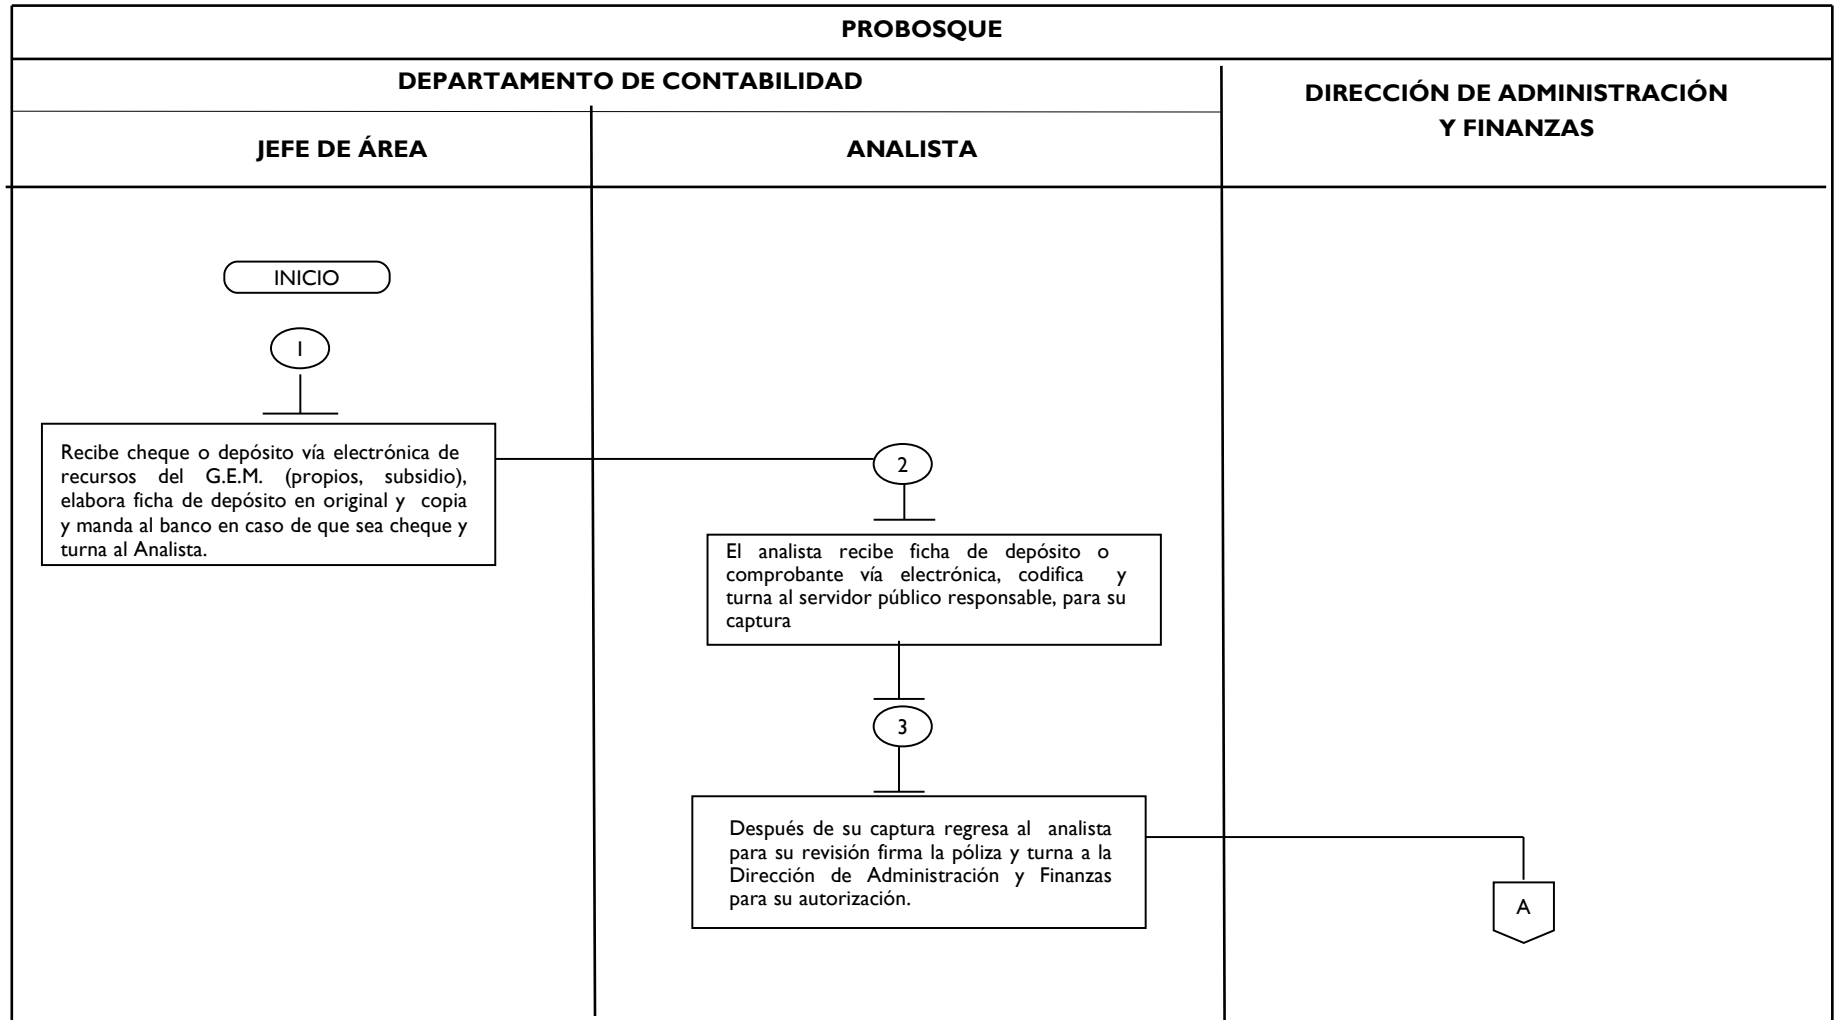 PROBOSQUE
DEPARTAMENTO DE CONTABILIDAD
DIRECCIÓN DE ADMINISTRACIÓN
Y FINANZAS
JEFE DE ÁREA
ANALISTA
INICIO
1
Recibe cheque o depósito vía electrónica de
recursos del G.E.M. (propios, subsidio),
elabora ficha de depósito en original y copia
y manda al banco en caso de que sea cheque y
turna al Analista.
2
El analista recibe ficha de depósito o
comprobante vía electrónica, codifica y
turna al servidor público responsable, para su
captura
3
Después de su captura regresa al analista
para su revisión firma la póliza y turna a la
Dirección de Administración y Finanzas
para su autorización.
A